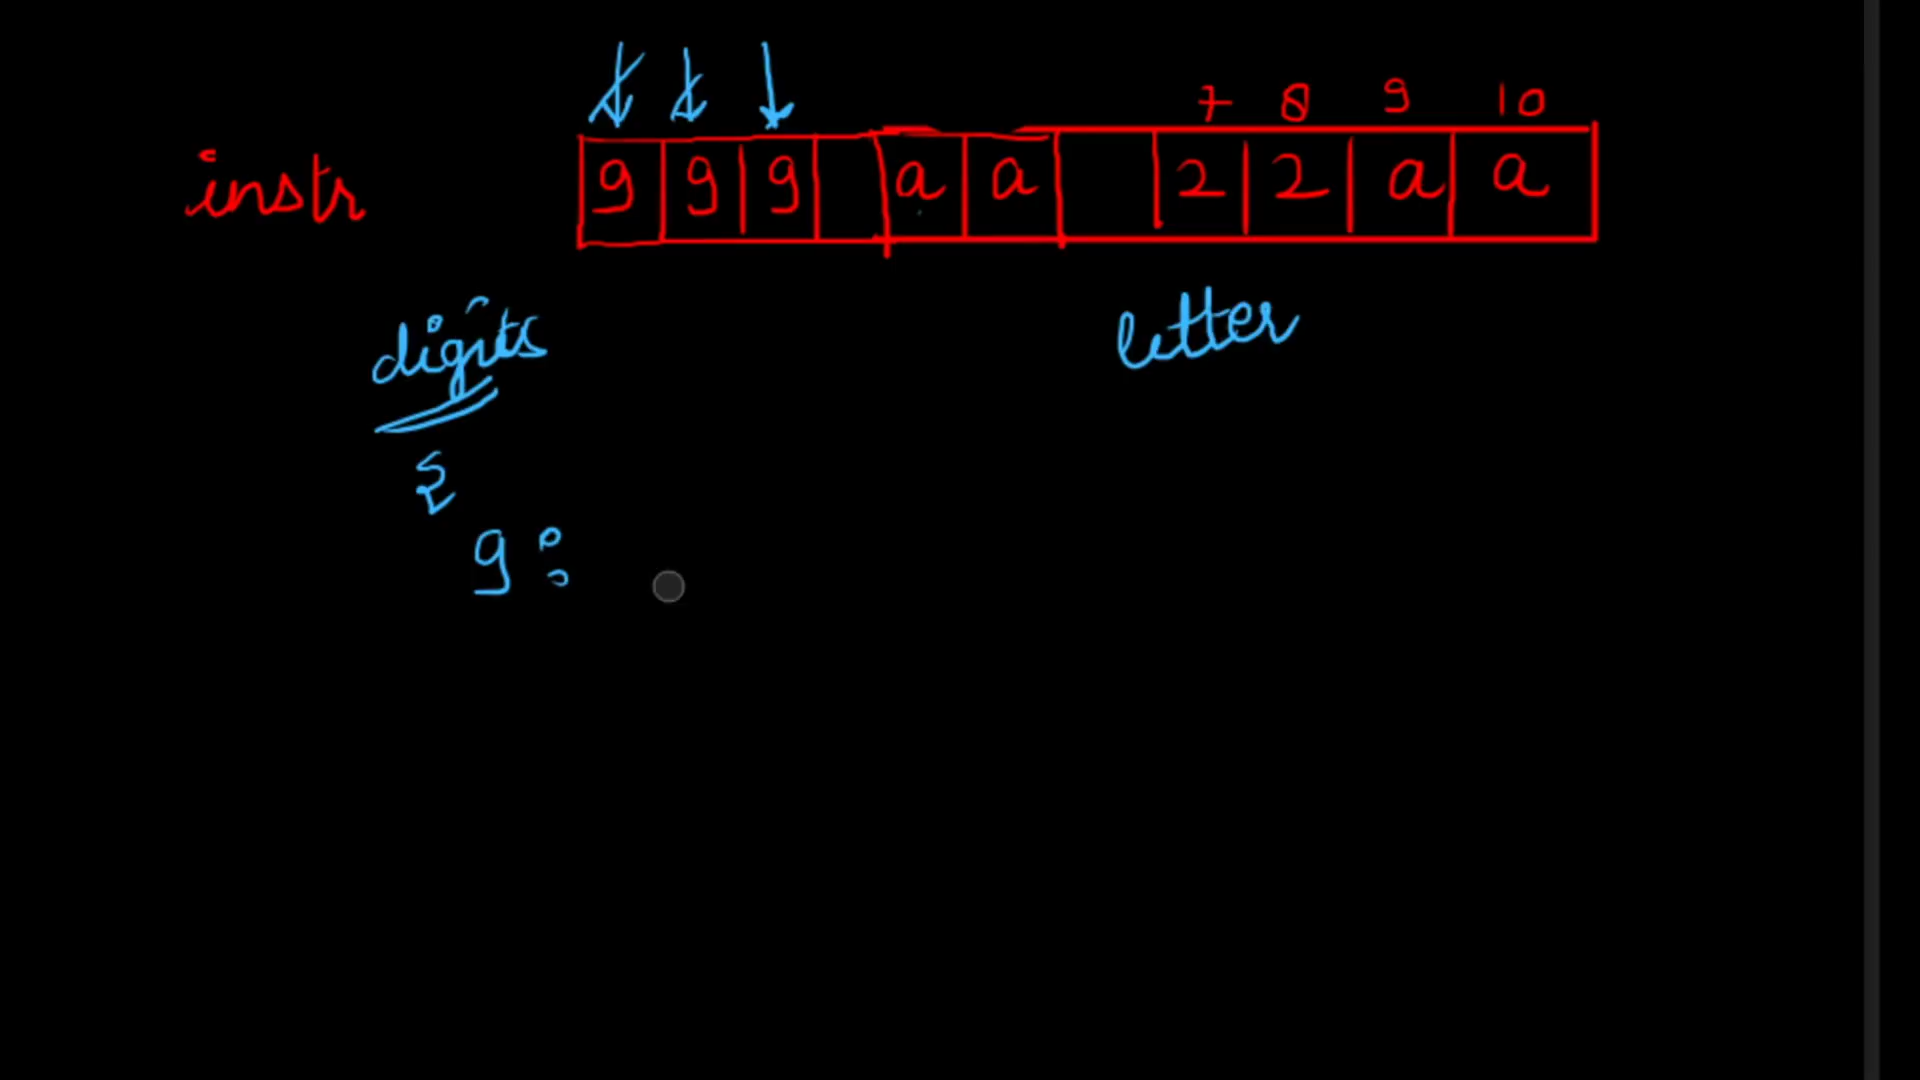 7 8 9 10
instr 9 9 9 a a 2 2 a a
digits letter
{
9 :